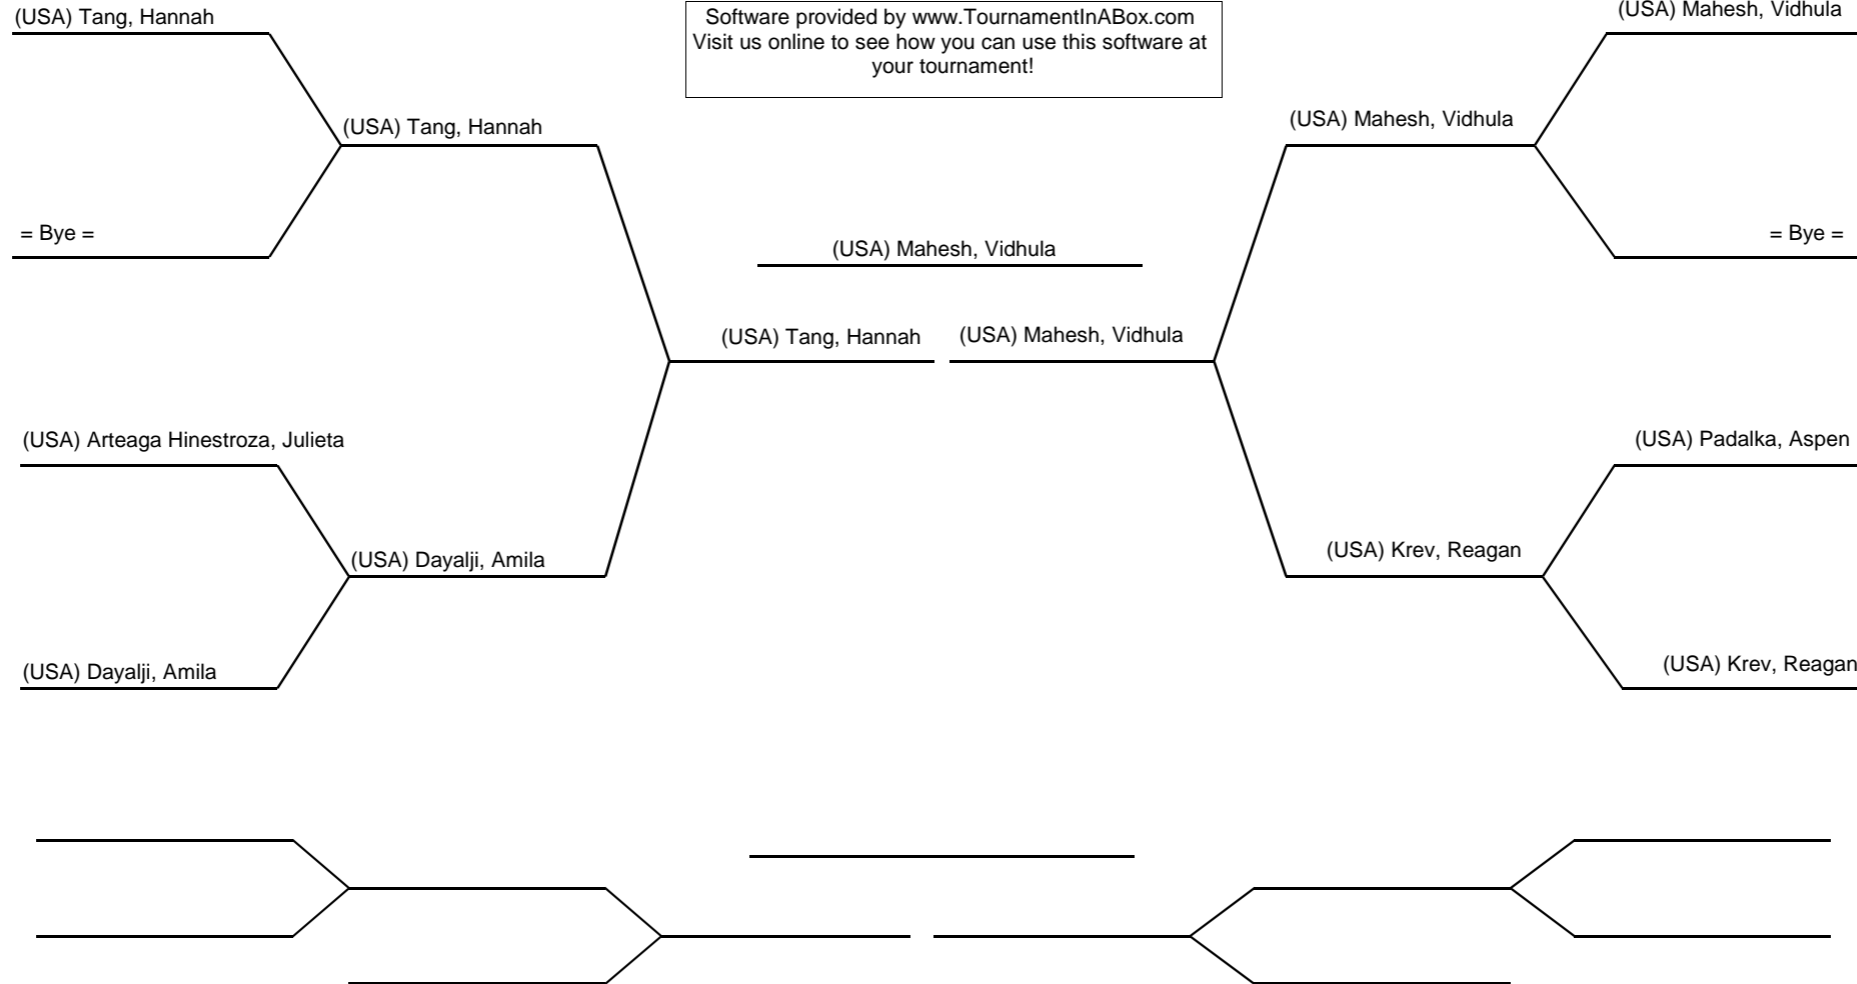 (USA) Tang, Hannah
Software provided by www.TournamentInABox.com
Visit us online to see how you can use this software at
your tournament!
(USA) Mahesh, Vidhula
(USA) Tang, Hannah
(USA) Mahesh, Vidhula
= Bye =
(USA) Mahesh, Vidhula
= Bye =
(USA) Tang, Hannah
(USA) Mahesh, Vidhula
(USA) Arteaga Hinestroza, Julieta
(USA) Padalka, Aspen
(USA) Dayalji, Amila
(USA) Krev, Reagan
(USA) Dayalji, Amila
(USA) Krev, Reagan